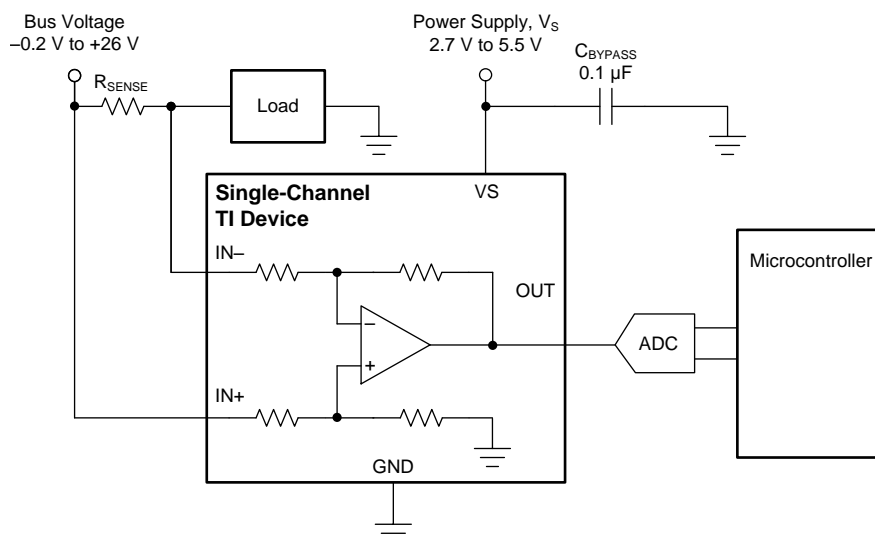 Bus Voltage
–0.2 V to +26 V
RSENSE
Load
Power Supply, VS
2.7 V to 5.5 V
CBYPASS
0.1 µF
Single-Channel
TI Device
VS
IN–
OUT
–
+
IN+
GND
ADC
Microcontroller